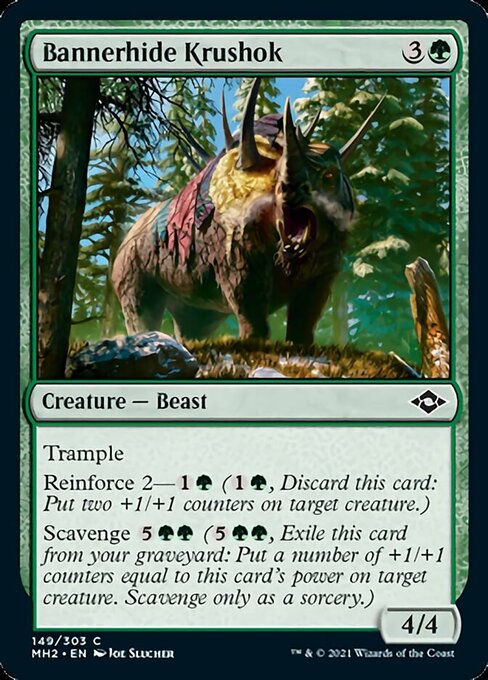 Bannerhide Krushok 3
Creature — Beast
Trample
Reinforce 2—1 (1, Discard this card:
Put two +1/+1 counters on target creature.)
Scavenge 5 (5, Exile this card
from your graveyard: Put a number of +1/+1
counters equal to this card's power on target
creature. Scavenge only as a sorcery.)
4/4
149/303 C
MH2 • EN Joe Slucher
™ & © 2021 Wizards of the Coast